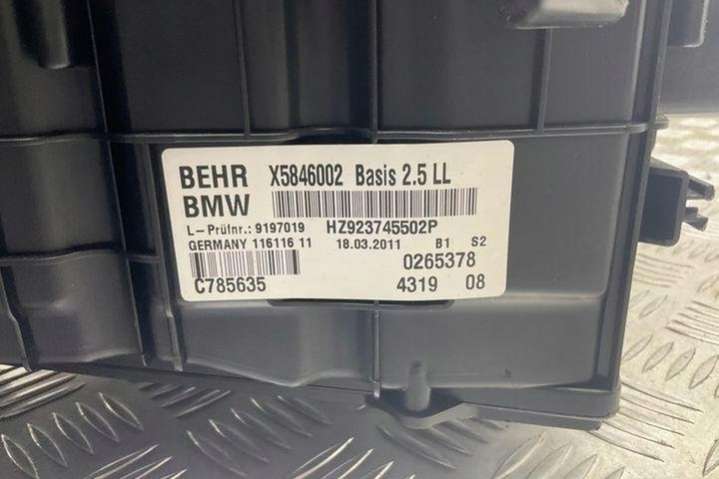 BEHR X5846002 Basis 2.5 LL
BMW
L-Prüfnr.: 9197019 HZ923745502P
GERMANY 116116 11 18.03.2011 B1 S2
0265378
C785635 4319 08